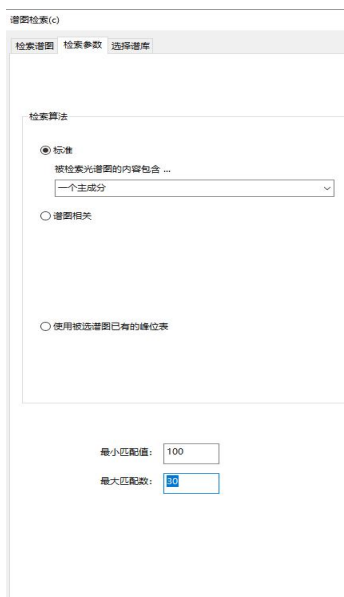 谱图检索(c)
检索谱图 检索参数 选择谱库
检索算法
标准
被检索光谱图的内容包含 ...
一个主成分
谱图相关
使用被选谱图已有的峰位表
最小匹配值: 100
最大匹配数: 30